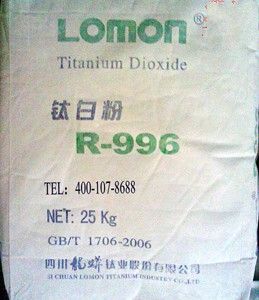 LOMON®
Titanium Dioxide
钛白粉
R-996
TEL: 400-107-8688
NET: 25 Kg
GB/T 1706-2006
四川龙蟒钛业股份有限公司
SI CHUAN LOMON TITANIUM INDUSTRY CO.,LTD